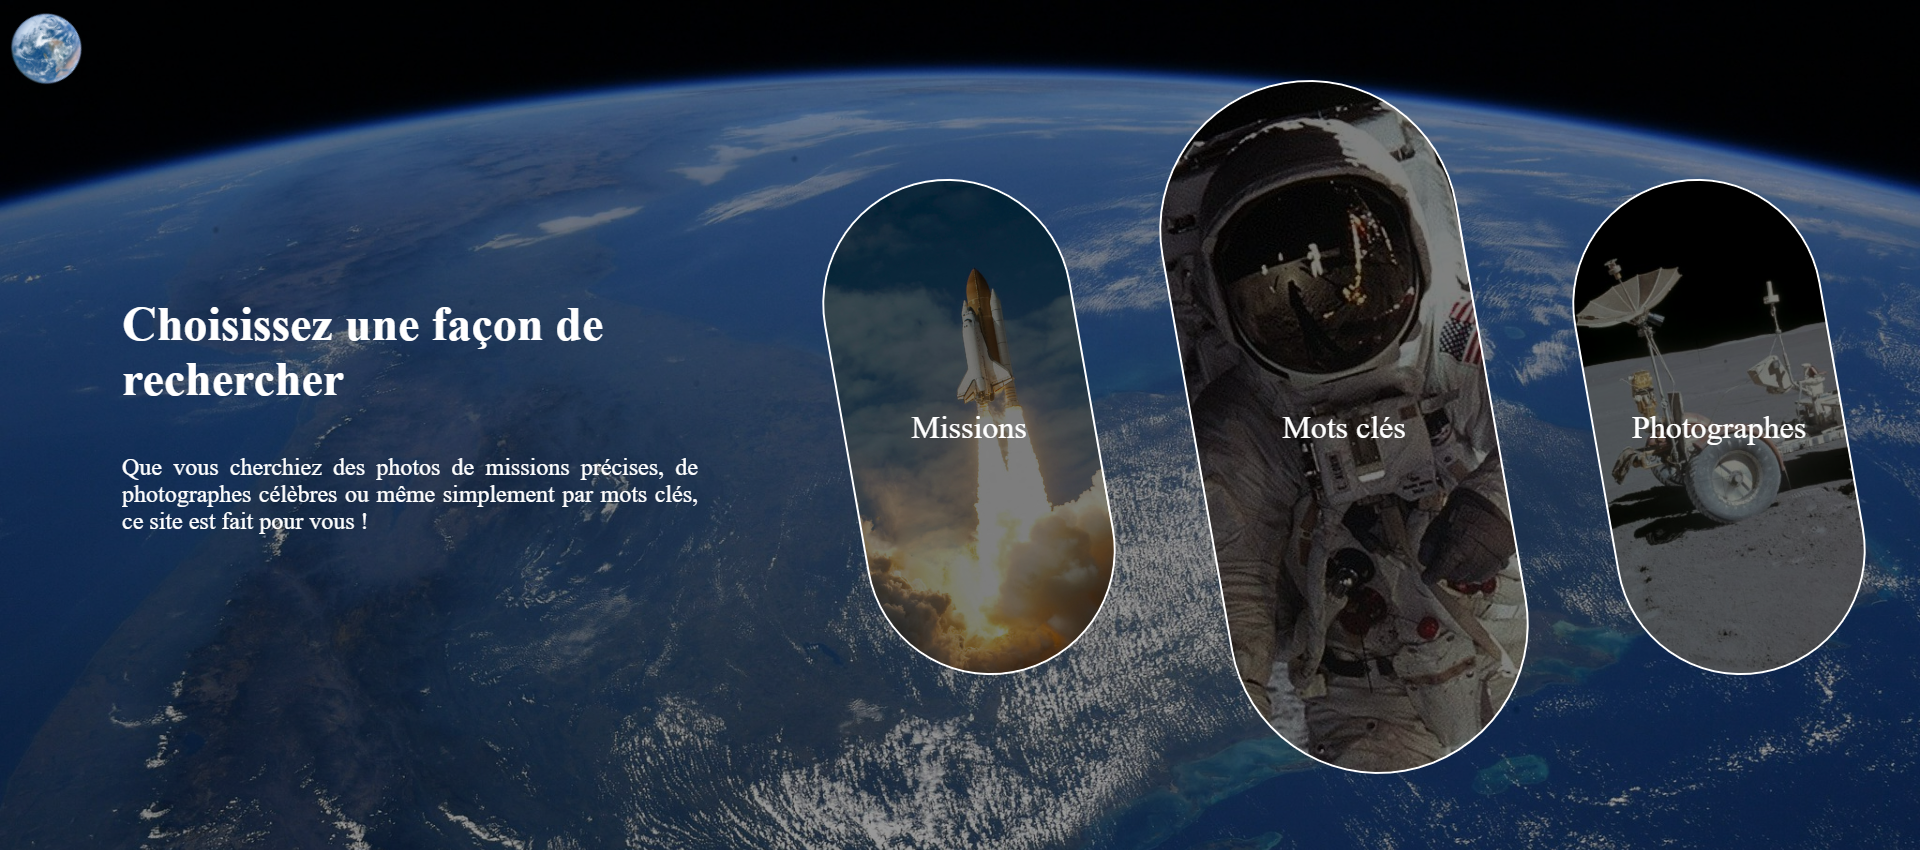 Choisissez une façon de
rechercher
Que vous cherchiez des photos de missions précises, de
photographes célèbres ou même simplement par mots clés,
ce site est fait pour vous !
Missions
Mots clés
Photographes